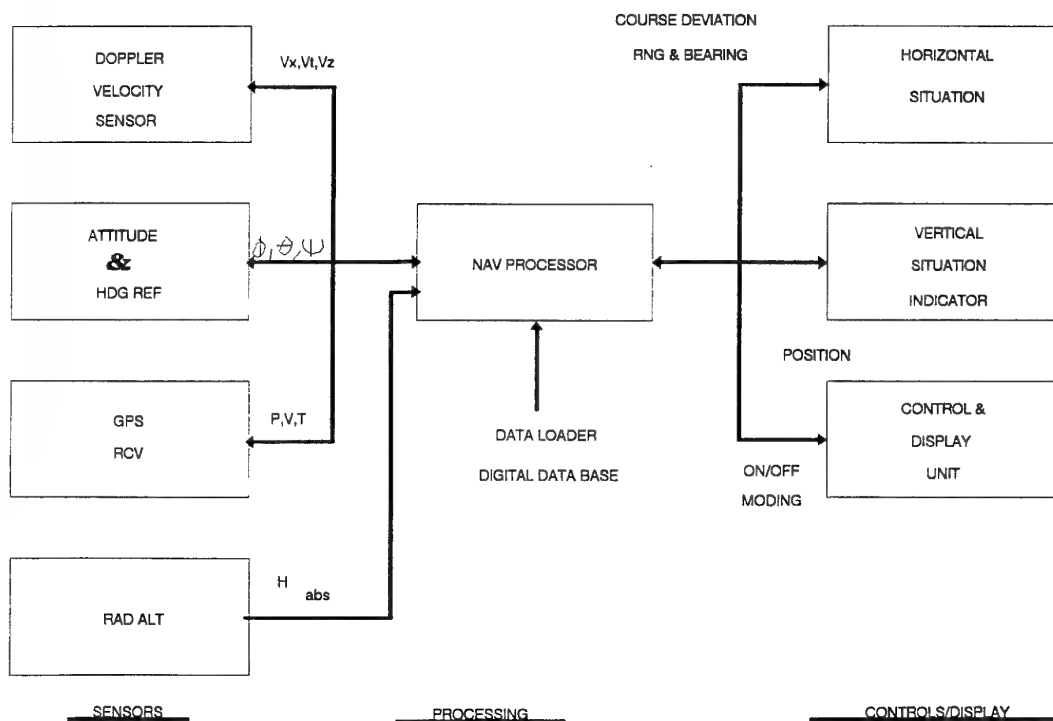 DOPPLER
VELOCITY
SENSOR
Vx,Vt,Vz
ATTITUDE
&
HDG REF
ϕ,θ,Ψ
GPS
RCV
P,V,T
RAD ALT
H abs
SENSORS
NAV PROCESSOR
DATA LOADER
DIGITAL DATA BASE
PROCESSING
COURSE DEVIATION
RNG & BEARING
HORIZONTAL
SITUATION
VERTICAL
SITUATION
INDICATOR
POSITION
CONTROL &
DISPLAY
UNIT
ON/OFF
MODING
CONTROLS/DISPLAY